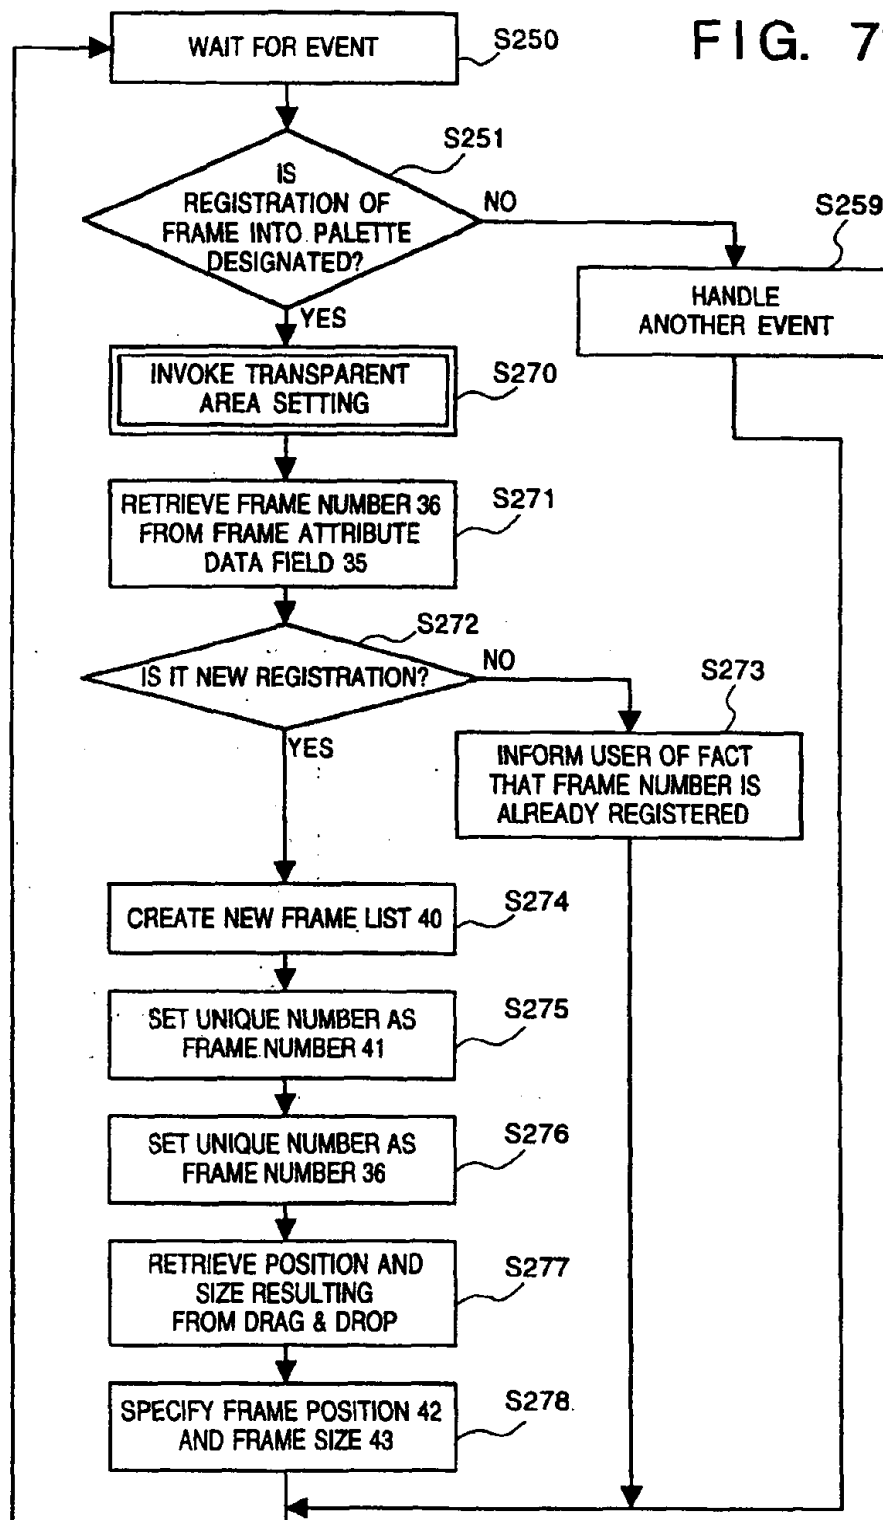 FIG. 7
WAIT FOR EVENT
S250
S251
IS
REGISTRATION OF
FRAME INTO PALETTE
DESIGNATED?
NO
YES
S259
HANDLE
ANOTHER EVENT
INVOKE TRANSPARENT
AREA SETTING
S270
RETRIEVE FRAME NUMBER 36
FROM FRAME ATTRIBUTE
DATA FIELD 35
S271
S272
IS IT NEW REGISTRATION?
NO
YES
S273
INFORM USER OF FACT
THAT FRAME NUMBER IS
ALREADY REGISTERED
CREATE NEW FRAME LIST 40
S274
SET UNIQUE NUMBER AS
FRAME NUMBER 41
S275
SET UNIQUE NUMBER AS
FRAME NUMBER 36
S276
RETRIEVE POSITION AND
SIZE RESULTING
FROM DRAG & DROP
S277
SPECIFY FRAME POSITION 42
AND FRAME SIZE 43
S278